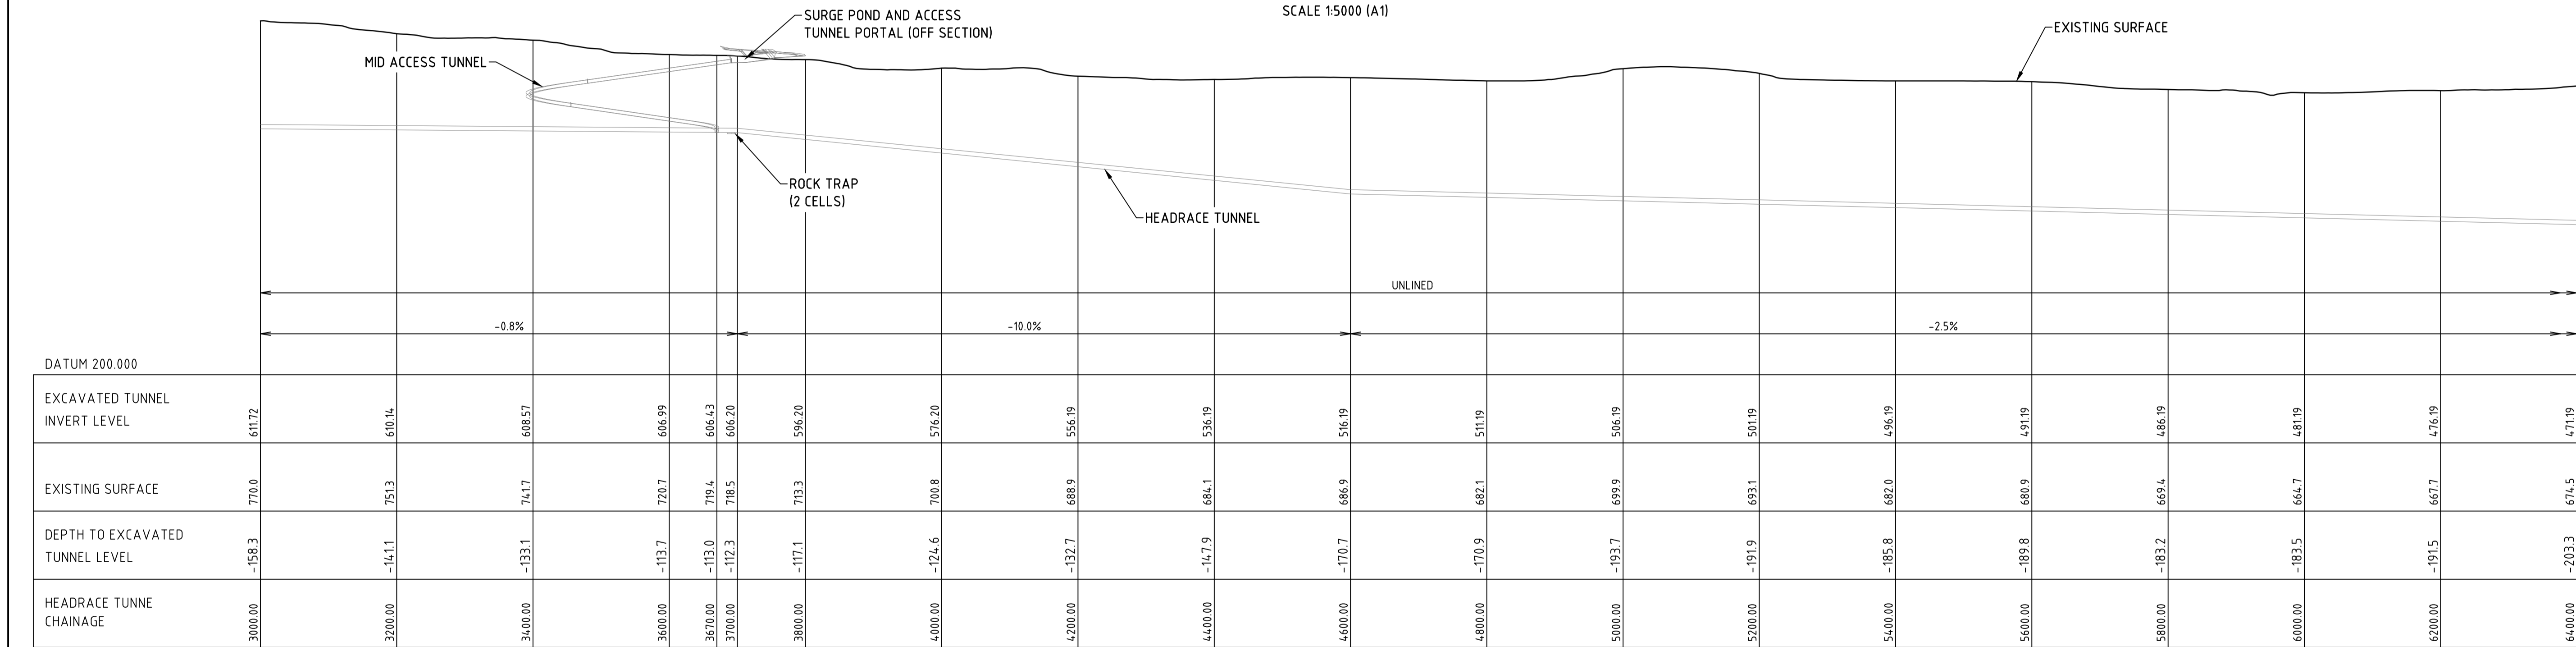 SCALE 1:5000 (A1)
SURGE POND AND ACCESS
TUNNEL PORTAL (OFF SECTION)
EXISTING SURFACE
MID ACCESS TUNNEL
ROCK TRAP
(2 CELLS)
HEADRACE TUNNEL
UNLINED
-0.8% -10.0% -2.5%
DATUM 200.000
EXCAVATED TUNNEL
INVERT LEVEL
611.72 610.14 608.57 606.99 606.43 606.20 596.20 576.20 556.19 536.19 516.19 511.19 506.19 501.19 496.19 491.19 486.19 481.19 476.19 471.19
EXISTING SURFACE
770.0 751.3 741.7 720.7 719.4 718.5 713.3 700.8 688.9 684.1 686.9 682.1 699.9 693.1 682.0 680.9 669.4 664.7 667.7 674.5
DEPTH TO EXCAVATED
TUNNEL LEVEL
-158.3 -141.1 -133.1 -113.7 -113.0 -112.3 -117.1 -124.6 -132.7 -147.9 -170.7 -170.9 -193.7 -191.9 -185.8 -189.8 -183.2 -183.5 -191.5 -203.3
HEADRACE TUNNE
CHAINAGE
3000.00 3200.00 3400.00 3600.00 3670.00 3700.00 3800.00 4000.00 4200.00 4400.00 4600.00 4800.00 5000.00 5200.00 5400.00 5600.00 5800.00 6000.00 6200.00 6400.00